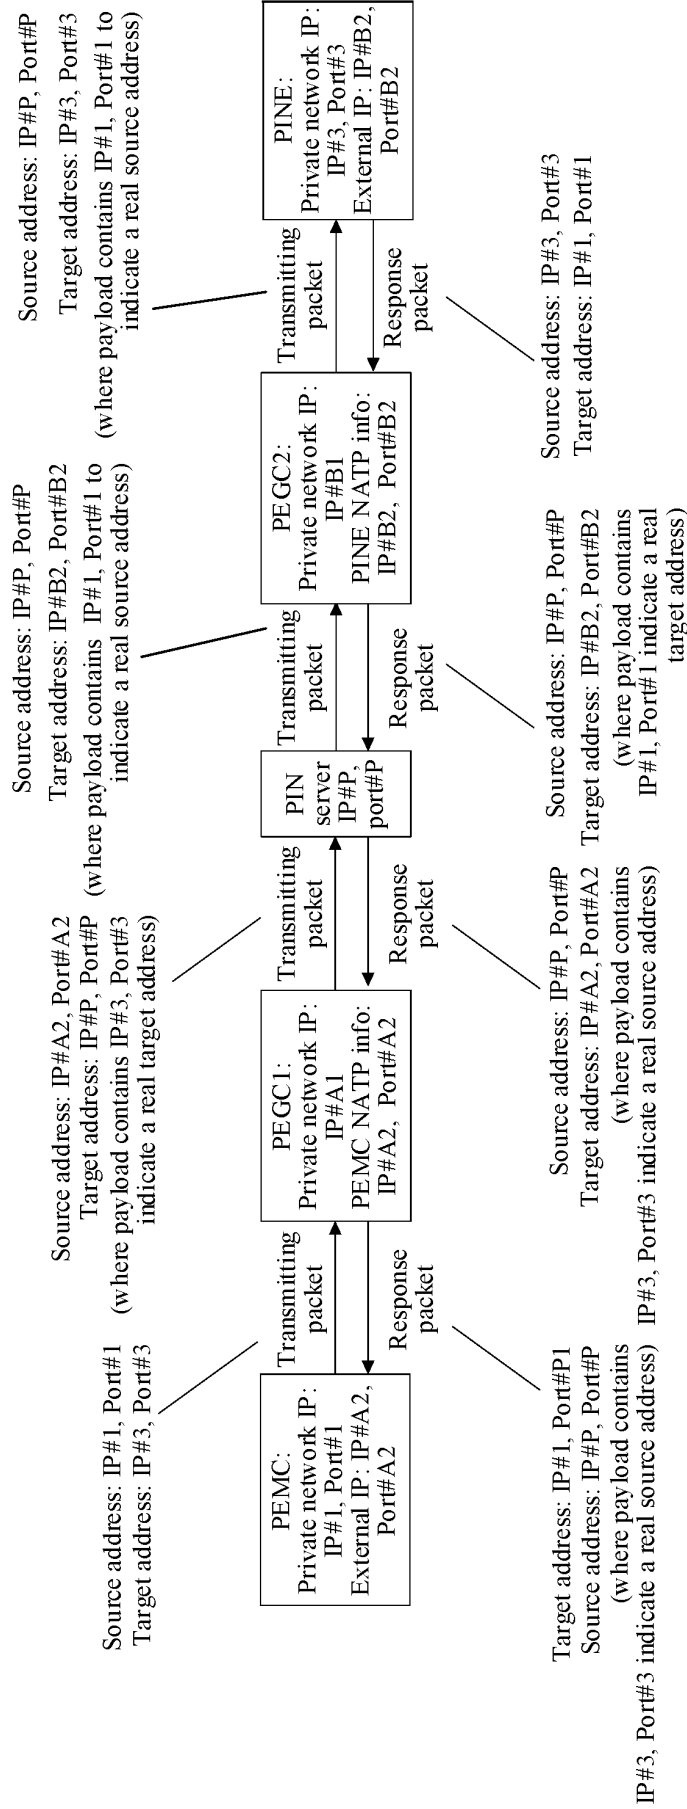 Source address: IP#1, Port#1
Target address: IP#3, Port#3
Source address: IP#A2, Port#A2
Target address: IP#P, Port#P
(where payload contains IP#3, Port#3
indicate a real target address)
Source address: IP#P, Port#P
Target address: IP#B2, Port#B2
(where payload contains IP#1, Port#1 to
indicate a real source address)
Source address: IP#P, Port#P
Target address: IP#3, Port#3
(where payload contains IP#1, Port#1 to
indicate a real source address)
PEMC:
Private network IP:
IP#1, Port#1
External IP: IP#A2,
Port#A2
Transmitting
packet
Response
packet
PEGC1:
Private network IP:
IP#A1
PEMC NATP info:
IP#A2, Port#A2
Transmitting
packet
Response
packet
PIN
server
IP#P,
port#P
Transmitting
packet
Response
packet
PEGC2:
Private network IP:
IP#B1
PINE NATP info:
IP#B2, Port#B2
Transmitting
packet
Response
packet
PINE:
Private network IP:
IP#3, Port#3
External IP: IP#B2,
Port#B2
Target address: IP#1, Port#P1
Source address: IP#P, Port#P
(where payload contains
IP#3, Port#3 indicate a real source address)
Source address: IP#P, Port#P
Target address: IP#A2, Port#A2
(where payload contains
IP#3, Port#3 indicate a real source address)
Source address: IP#P, Port#P
Target address: IP#B2, Port#B2
(where payload contains
IP#1, Port#1 indicate a real
target address)
Source address: IP#3, Port#3
Target address: IP#1, Port#1